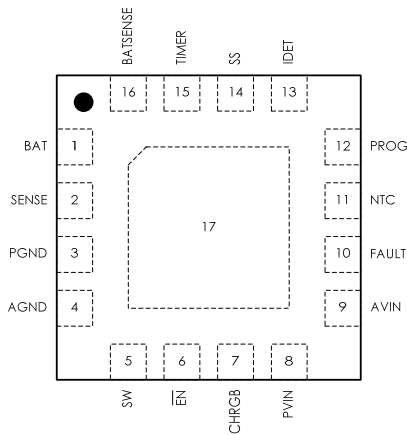 BATSENSE TIMER SS IDET
16 15 14 13
BAT 1 12 PROG
SENSE 2 11 NTC
17
PGND 3 10 FAULT
AGND 4 9 AVIN
5 6 7 8
SW E̅N̅ CHRGB PVIN